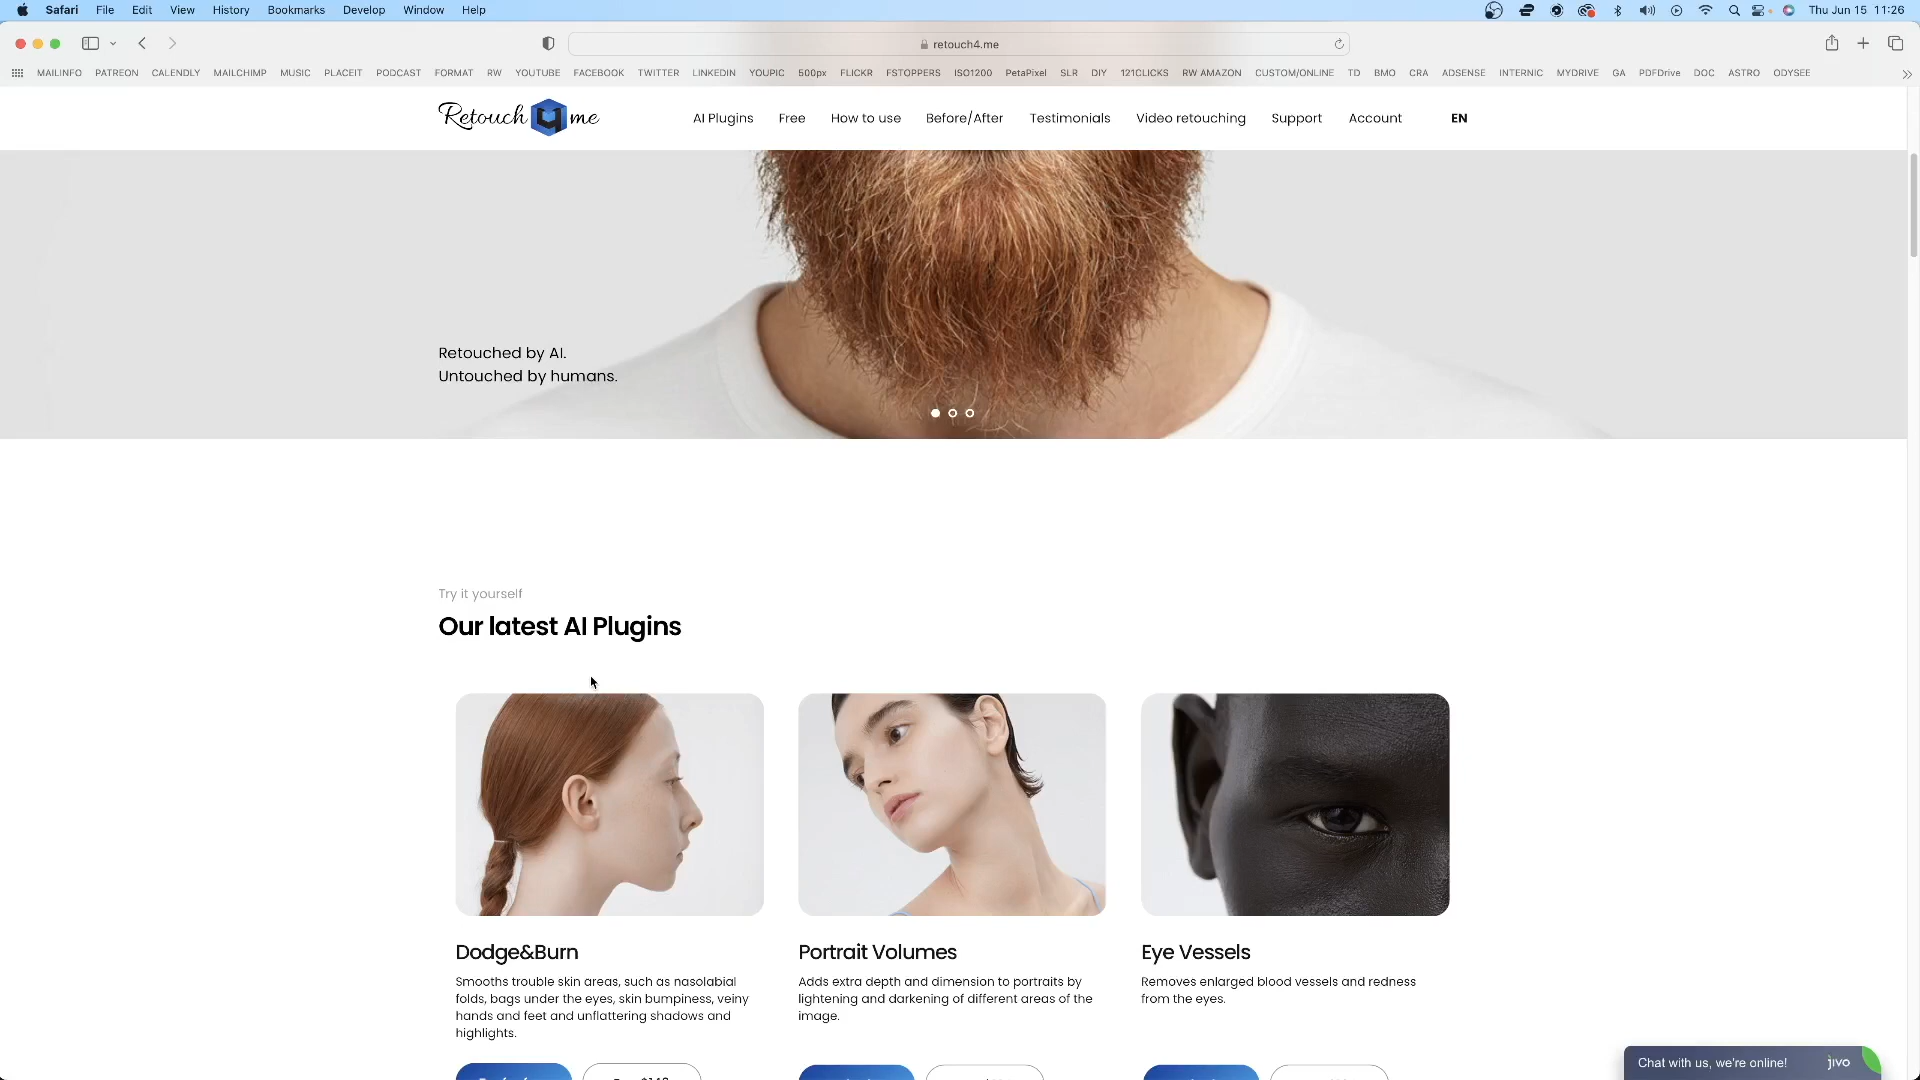 Safari File Edit View History Bookmarks Develop Window Help Thu Jun 15 11:26
retouch4.me
MAILINFO PATREON CALENDLY MAILCHIMP MUSIC PLACEIT PODCAST FORMAT RW YOUTUBE FACEBOOK TWITTER LINKEDIN YOUPIC 500px FLICKR FSTOPPERS ISO1200 PetaPixel SLR DIY 121CLICKS RW AMAZON CUSTOM/ONLINE TD BMO CRA ADSENSE INTERNIC MYDRIVE GA PDFDrive DOC ASTRO ODYSEE
Retouch4me AI Plugins Free How to use Before/After Testimonials Video retouching Support Account EN
Retouched by AI.
Untouched by humans.
Try it yourself
Our latest AI Plugins
Dodge&Burn
Smooths trouble skin areas, such as nasolabial
folds, bags under the eyes, skin bumpiness, veiny
hands and feet and unflattering shadows and
highlights.
Portrait Volumes
Adds extra depth and dimension to portraits by
lightening and darkening of different areas of the
image.
Eye Vessels
Removes enlarged blood vessels and redness
from the eyes.
Chat with us, we're online! jivo